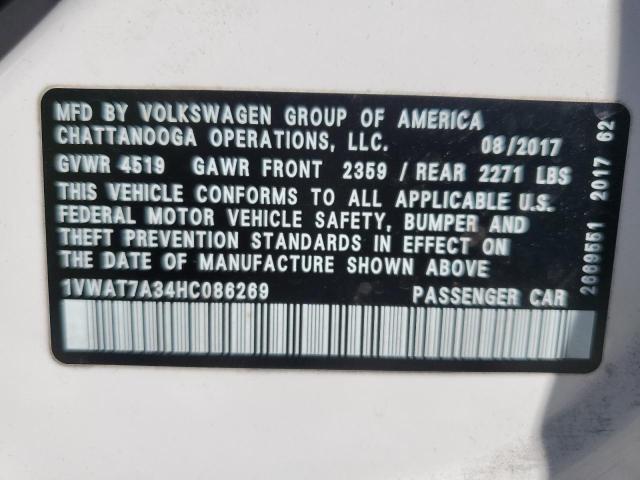 MFD BY VOLKSWAGEN GROUP OF AMERICA
CHATTANOOGA OPERATIONS, LLC. 08/2017
GVWR 4519 GAWR FRONT 2359 / REAR 2271 LBS
THIS VEHICLE CONFORMS TO ALL APPLICABLE U.S.
FEDERAL MOTOR VEHICLE SAFETY, BUMPER AND
THEFT PREVENTION STANDARDS IN EFFECT ON
THE DATE OF MANUFACTURE SHOWN ABOVE
1VWAT7A34HC086269 PASSENGER CAR
2669551 2017 62